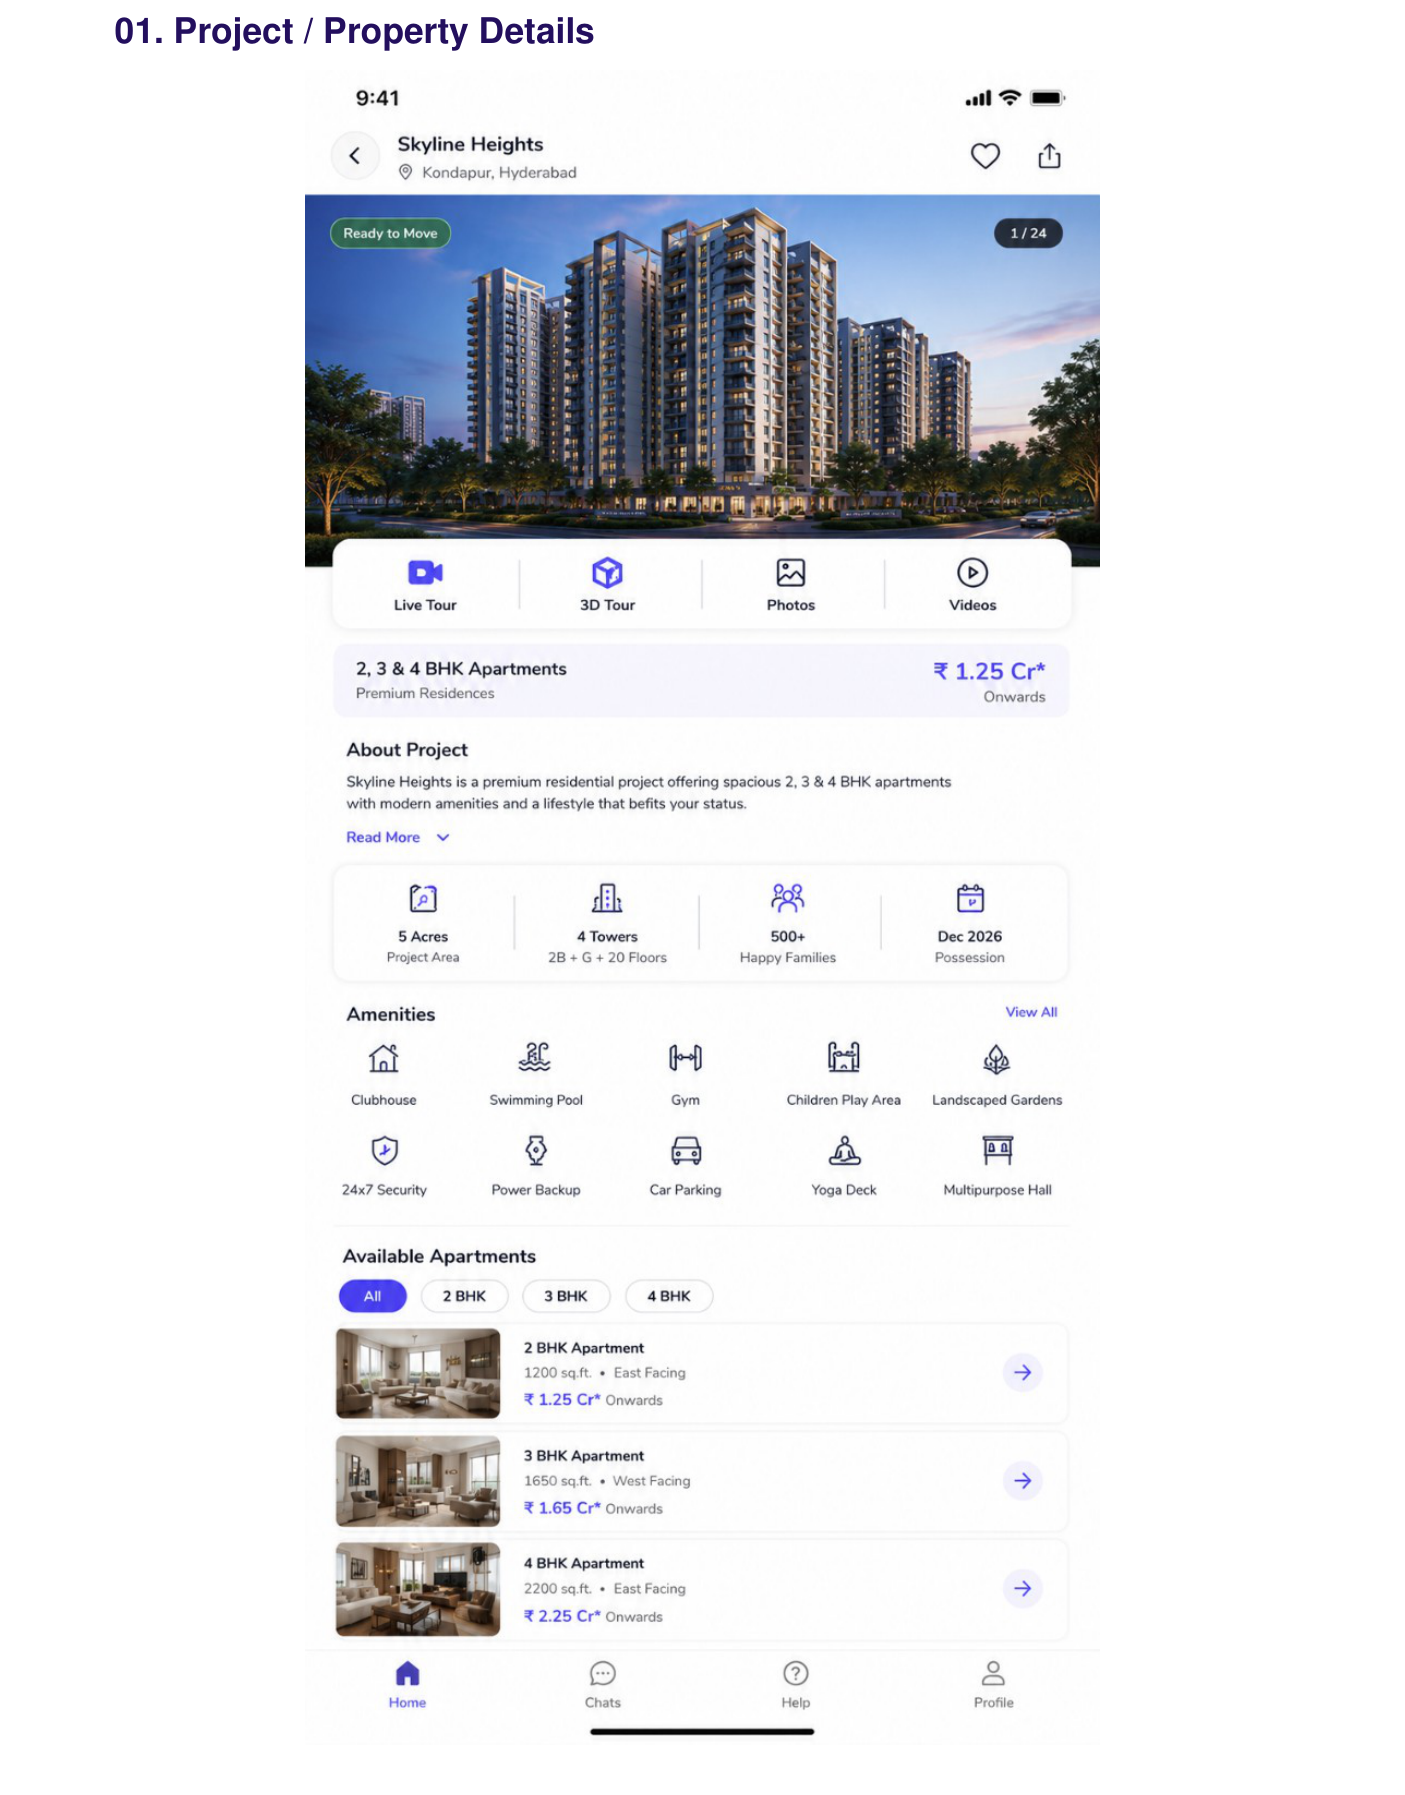 01. Project / Property Details
9:41
Skyline Heights
Kondapur, Hyderabad
Ready to Move
1 / 24
Live Tour
3D Tour
Photos
Videos
2, 3 & 4 BHK Apartments
₹ 1.25 Cr*
Premium Residences
Onwards
About Project
Skyline Heights is a premium residential project offering spacious 2, 3 & 4 BHK apartments
with modern amenities and a lifestyle that befits your status.
Read More
5 Acres
Project Area
4 Towers
2B + G + 20 Floors
500+
Happy Families
Dec 2026
Possession
Amenities
View All
Clubhouse
Swimming Pool
Gym
Children Play Area
Landscaped Gardens
24x7 Security
Power Backup
Car Parking
Yoga Deck
Multipurpose Hall
Available Apartments
All
2 BHK
3 BHK
4 BHK
2 BHK Apartment
1200 sq.ft. • East Facing
₹ 1.25 Cr* Onwards
3 BHK Apartment
1650 sq.ft. • West Facing
₹ 1.65 Cr* Onwards
4 BHK Apartment
2200 sq.ft. • East Facing
₹ 2.25 Cr* Onwards
Home
Chats
Help
Profile